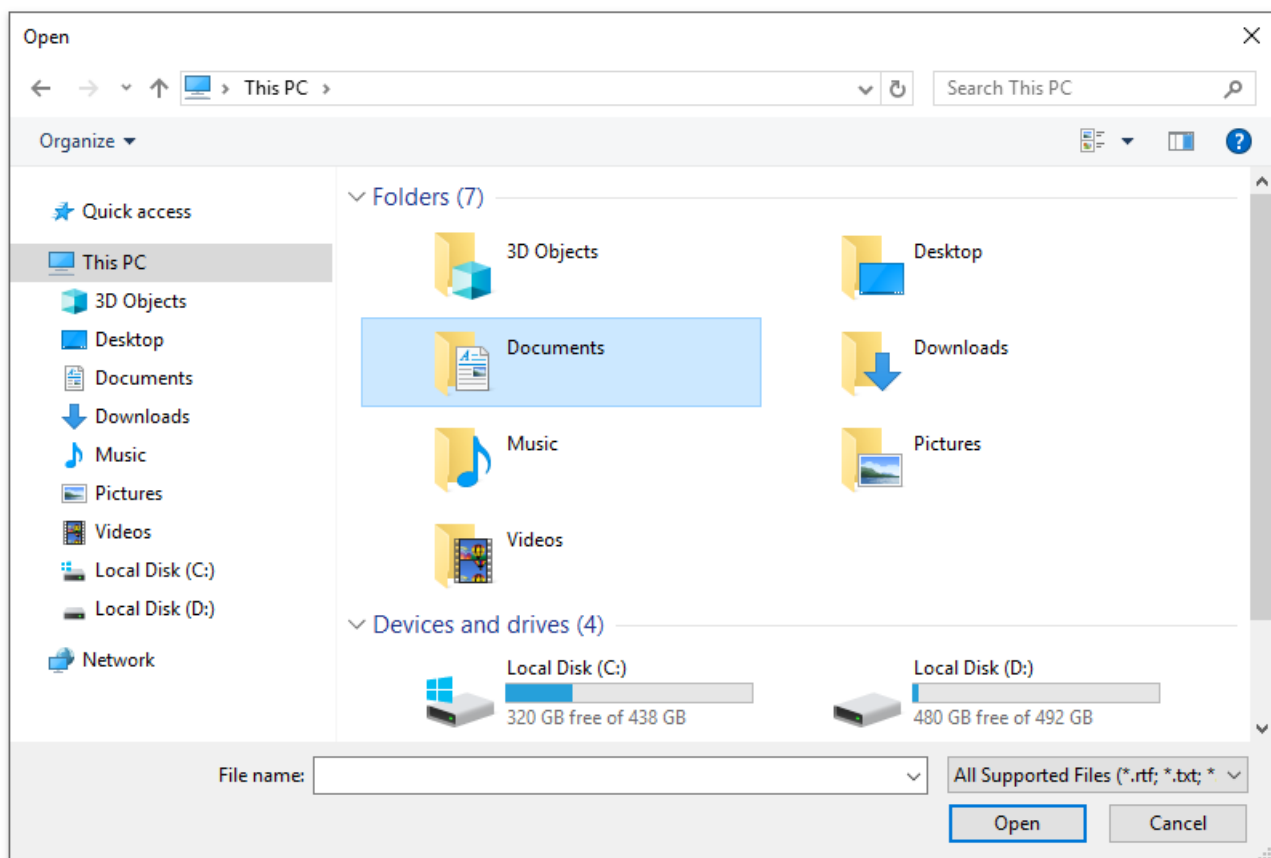 Open
This PC
Search This PC
Organize
Quick access
This PC
3D Objects
Desktop
Documents
Downloads
Music
Pictures
Videos
Local Disk (C:)
Local Disk (D:)
Network
Folders (7)
3D Objects
Desktop
Documents
Downloads
Music
Pictures
Videos
Devices and drives (4)
Local Disk (C:)
320 GB free of 438 GB
Local Disk (D:)
480 GB free of 492 GB
File name:
All Supported Files (*.rtf; *.txt; *
Open
Cancel